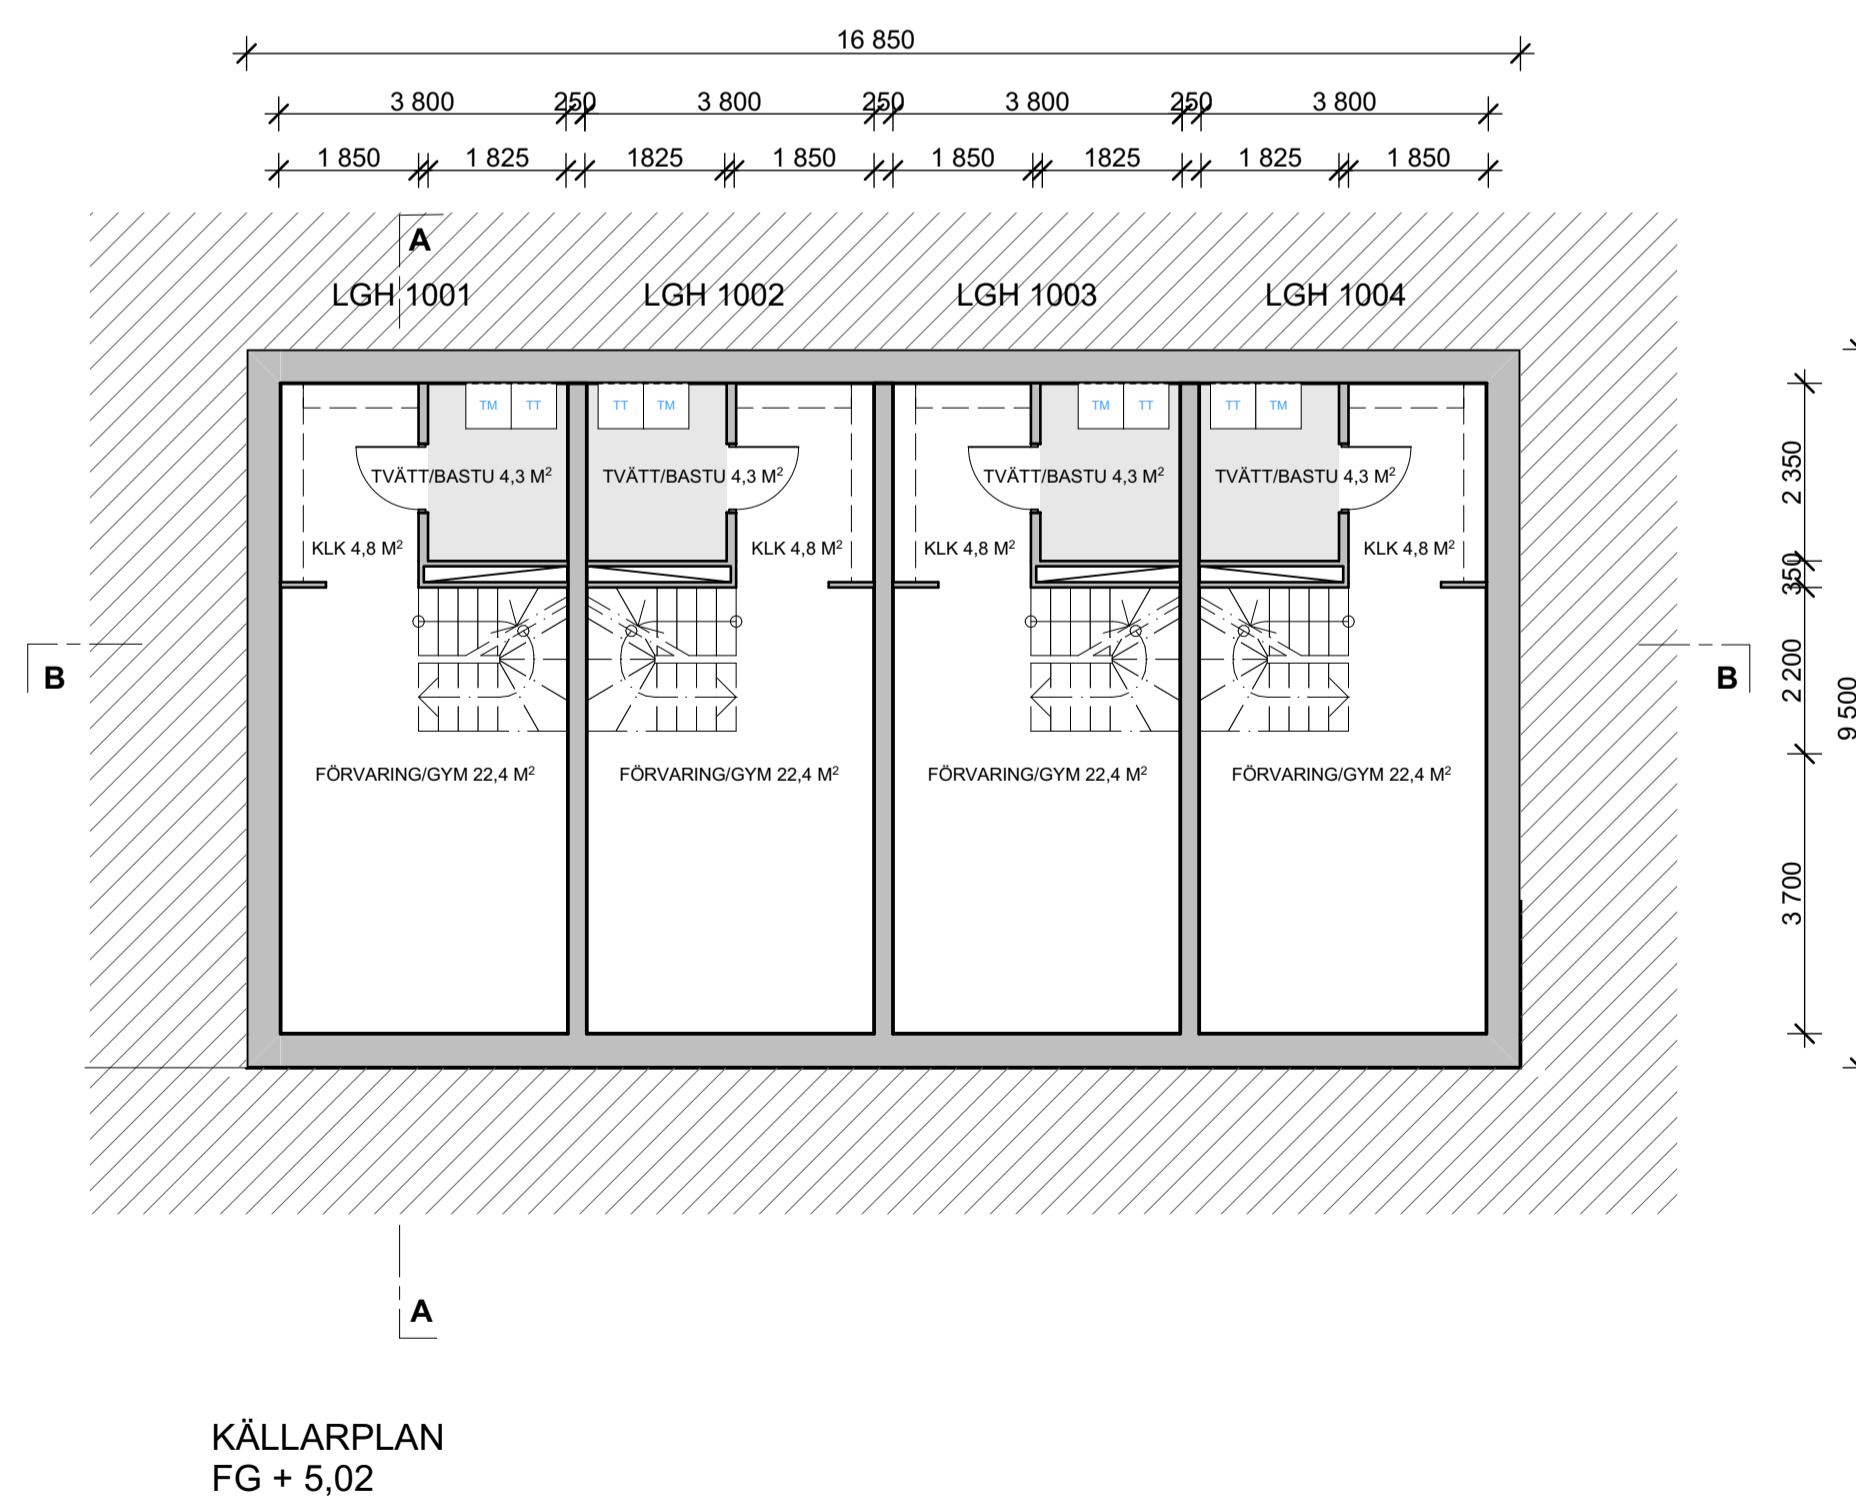 16 850
3 800 250 3 800 250 3 800 250 3 800
1 850 1 825 1825 1 850 1 850 1825 1 825 1 850
A
LGH 1001 LGH 1002 LGH 1003 LGH 1004
TM TT TT TM TM TT TT TM
TVÄTT/BASTU 4,3 M² TVÄTT/BASTU 4,3 M² TVÄTT/BASTU 4,3 M² TVÄTT/BASTU 4,3 M²
2 350
KLK 4,8 M² KLK 4,8 M² KLK 4,8 M² KLK 4,8 M²
350
B B
2 200
9 500
FÖRVARING/GYM 22,4 M² FÖRVARING/GYM 22,4 M² FÖRVARING/GYM 22,4 M² FÖRVARING/GYM 22,4 M²
3 700
A
KÄLLARPLAN
FG + 5,02